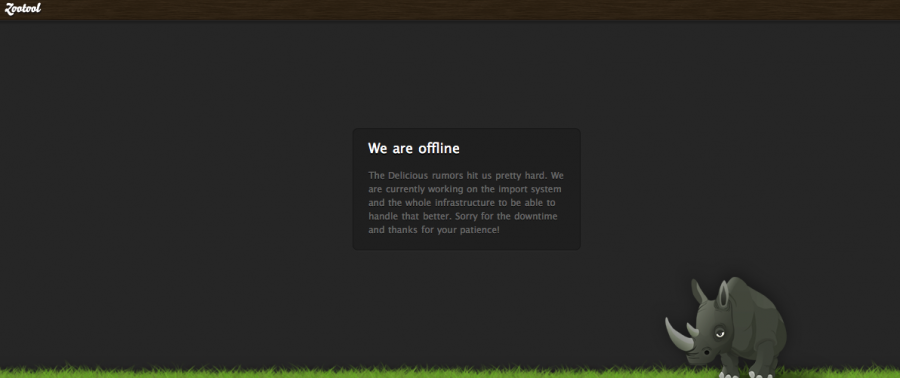 Zootool
We are offline
The Delicious rumors hit us pretty hard. We
are currently working on the import system
and the whole infrastructure to be able to
handle that better. Sorry for the downtime
and thanks for your patience!